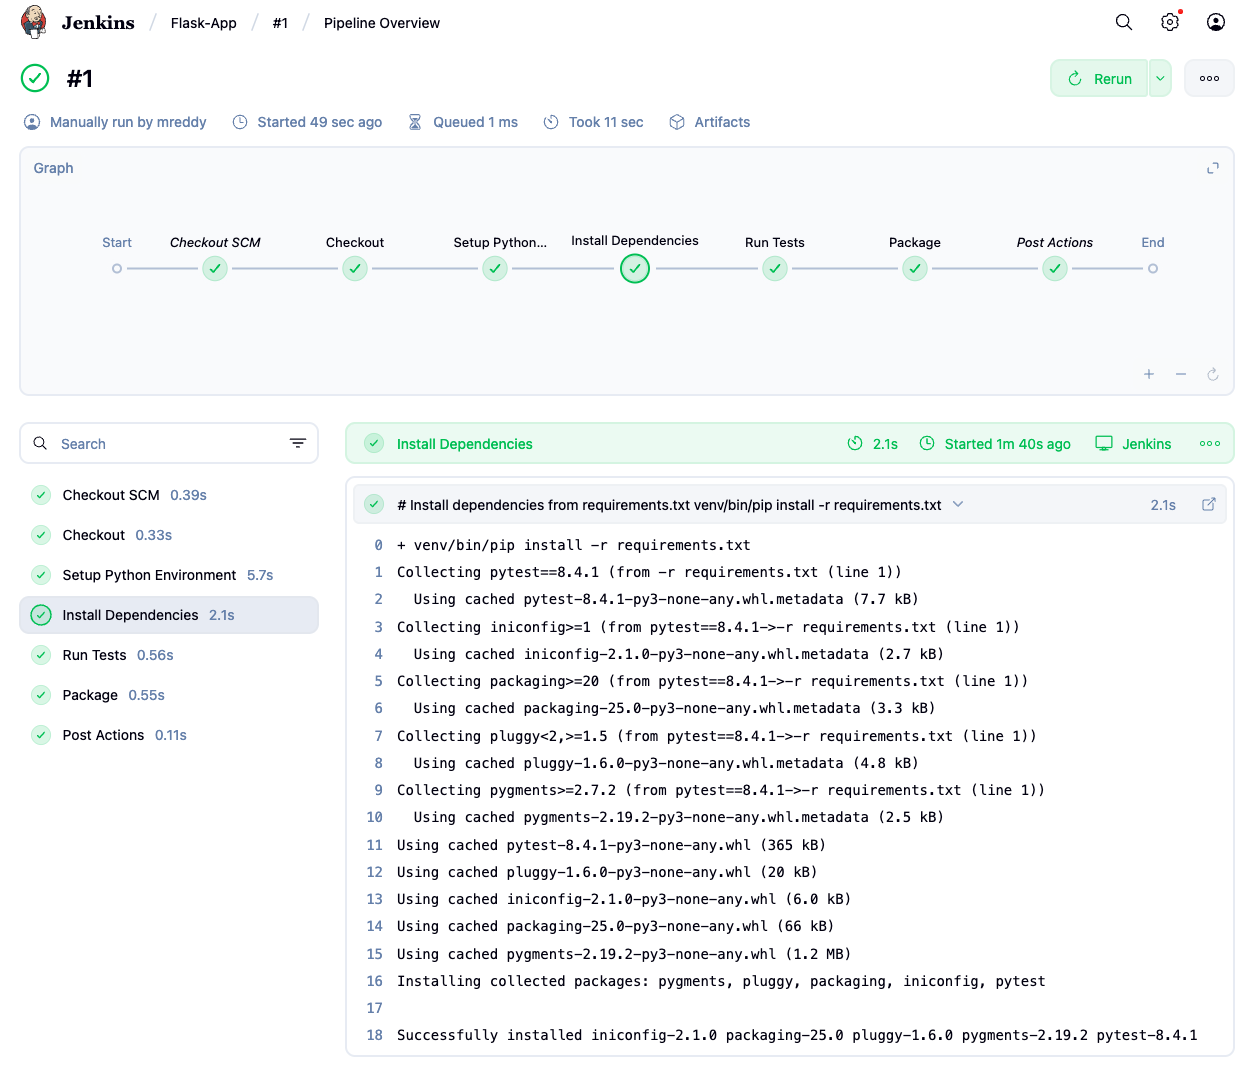 Jenkins / Flask-App / #1 / Pipeline Overview
#1
Rerun
Manually run by mreddy Started 49 sec ago Queued 1 ms Took 11 sec Artifacts
Graph
Start Checkout SCM Checkout Setup Python... Install Dependencies Run Tests Package Post Actions End
Search
Checkout SCM 0.39s
Checkout 0.33s
Setup Python Environment 5.7s
Install Dependencies 2.1s
Run Tests 0.56s
Package 0.55s
Post Actions 0.11s
Install Dependencies 2.1s Started 1m 40s ago Jenkins
# Install dependencies from requirements.txt venv/bin/pip install -r requirements.txt 2.1s
0 + venv/bin/pip install -r requirements.txt
1 Collecting pytest==8.4.1 (from -r requirements.txt (line 1))
2 Using cached pytest-8.4.1-py3-none-any.whl.metadata (7.7 kB)
3 Collecting iniconfig>=1 (from pytest==8.4.1->-r requirements.txt (line 1))
4 Using cached iniconfig-2.1.0-py3-none-any.whl.metadata (2.7 kB)
5 Collecting packaging>=20 (from pytest==8.4.1->-r requirements.txt (line 1))
6 Using cached packaging-25.0-py3-none-any.whl.metadata (3.3 kB)
7 Collecting pluggy<2,>=1.5 (from pytest==8.4.1->-r requirements.txt (line 1))
8 Using cached pluggy-1.6.0-py3-none-any.whl.metadata (4.8 kB)
9 Collecting pygments>=2.7.2 (from pytest==8.4.1->-r requirements.txt (line 1))
10 Using cached pygments-2.19.2-py3-none-any.whl.metadata (2.5 kB)
11 Using cached pytest-8.4.1-py3-none-any.whl (365 kB)
12 Using cached pluggy-1.6.0-py3-none-any.whl (20 kB)
13 Using cached iniconfig-2.1.0-py3-none-any.whl (6.0 kB)
14 Using cached packaging-25.0-py3-none-any.whl (66 kB)
15 Using cached pygments-2.19.2-py3-none-any.whl (1.2 MB)
16 Installing collected packages: pygments, pluggy, packaging, iniconfig, pytest
17
18 Successfully installed iniconfig-2.1.0 packaging-25.0 pluggy-1.6.0 pygments-2.19.2 pytest-8.4.1